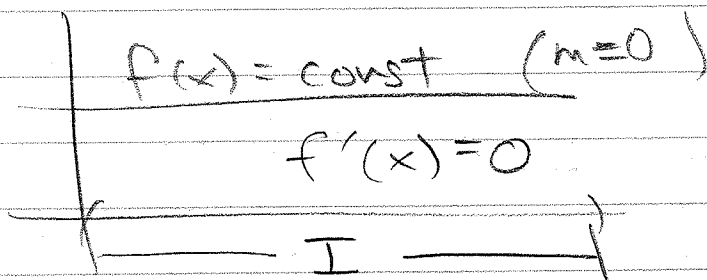 f(x) = const (m=0)
f'(x)=0
I